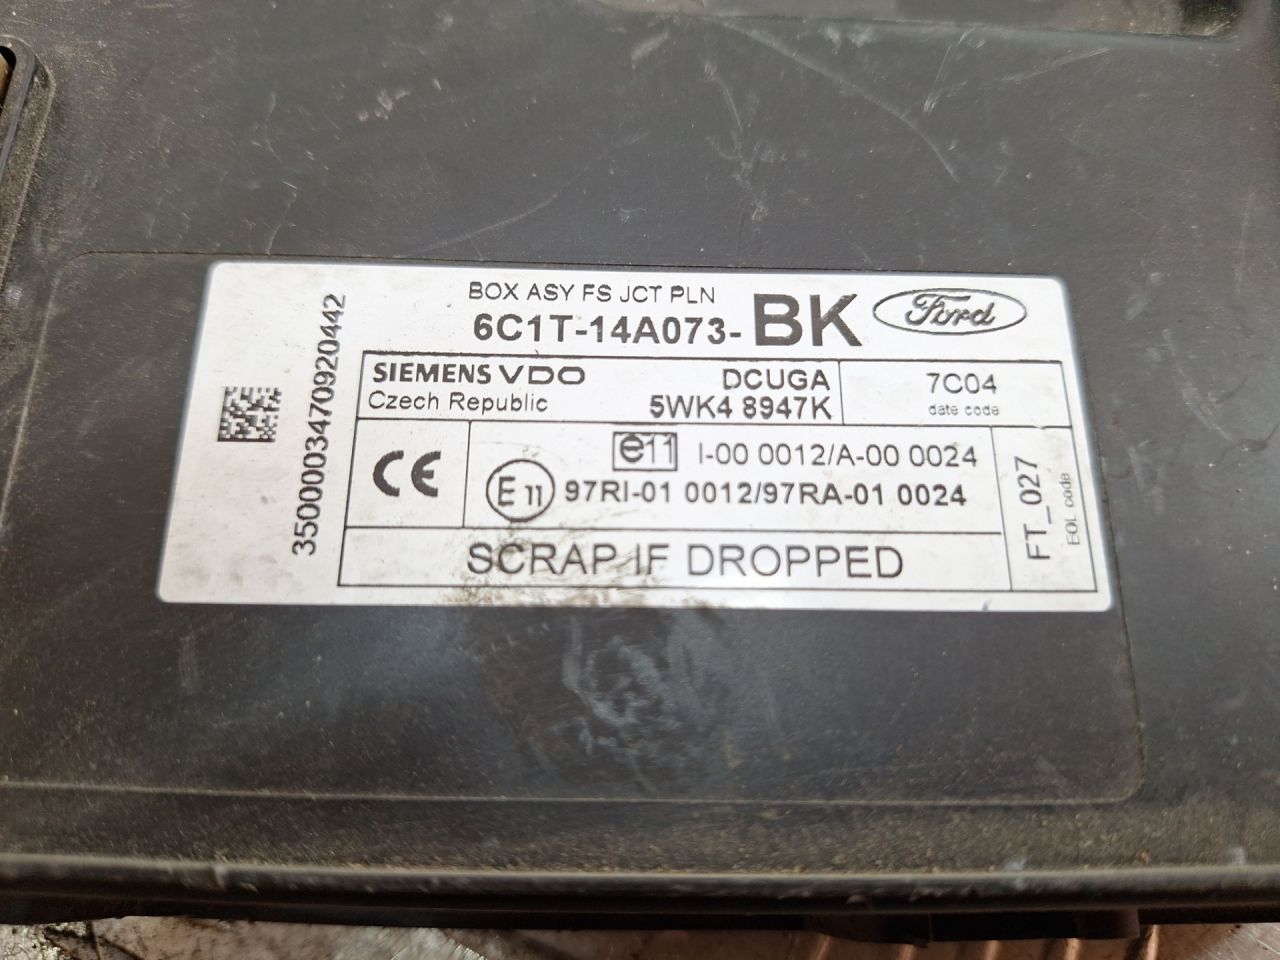 BOX ASY FS JCT PLN
6C1T-14A073-BK
Ford
SIEMENS VDO
Czech Republic
DCUGA
5WK4 8947K
7C04
date code
CE
e11 I-00 0012/A-00 0024
E11 97RI-01 0012/97RA-01 0024
SCRAP IF DROPPED
FT_027
EOL code
3500003470920442